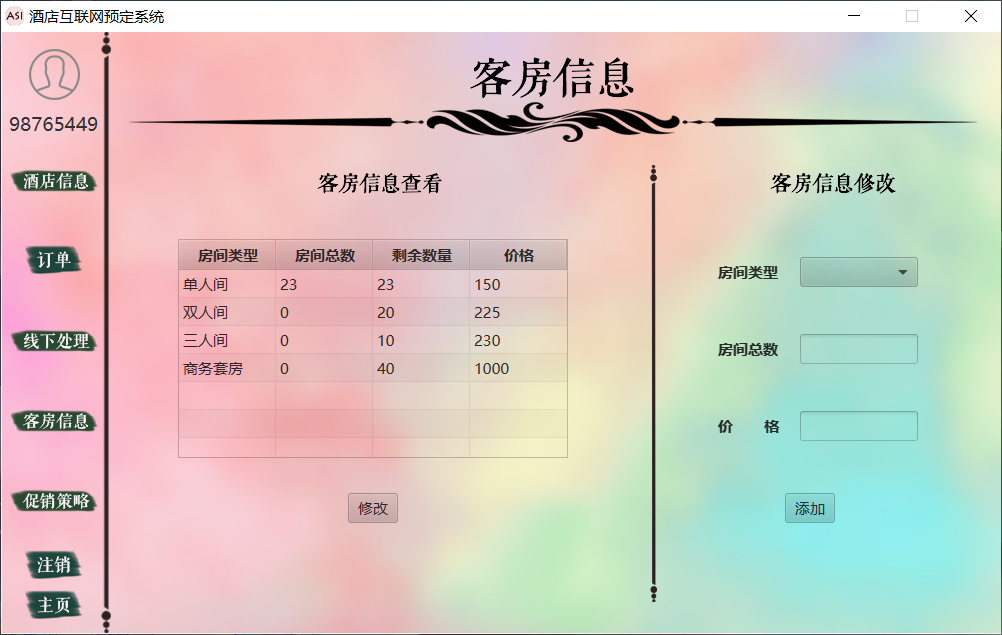 ASI 酒店互联网预定系统
98765449
酒店信息
订单
线下处理
客房信息
促销策略
注销
主页
客房信息
客房信息查看
房间类型 房间总数 剩余数量 价格
单人间 23 23 150
双人间 0 20 225
三人间 0 10 230
商务套房 0 40 1000
修改
客房信息修改
房间类型
房间总数
价 格
添加